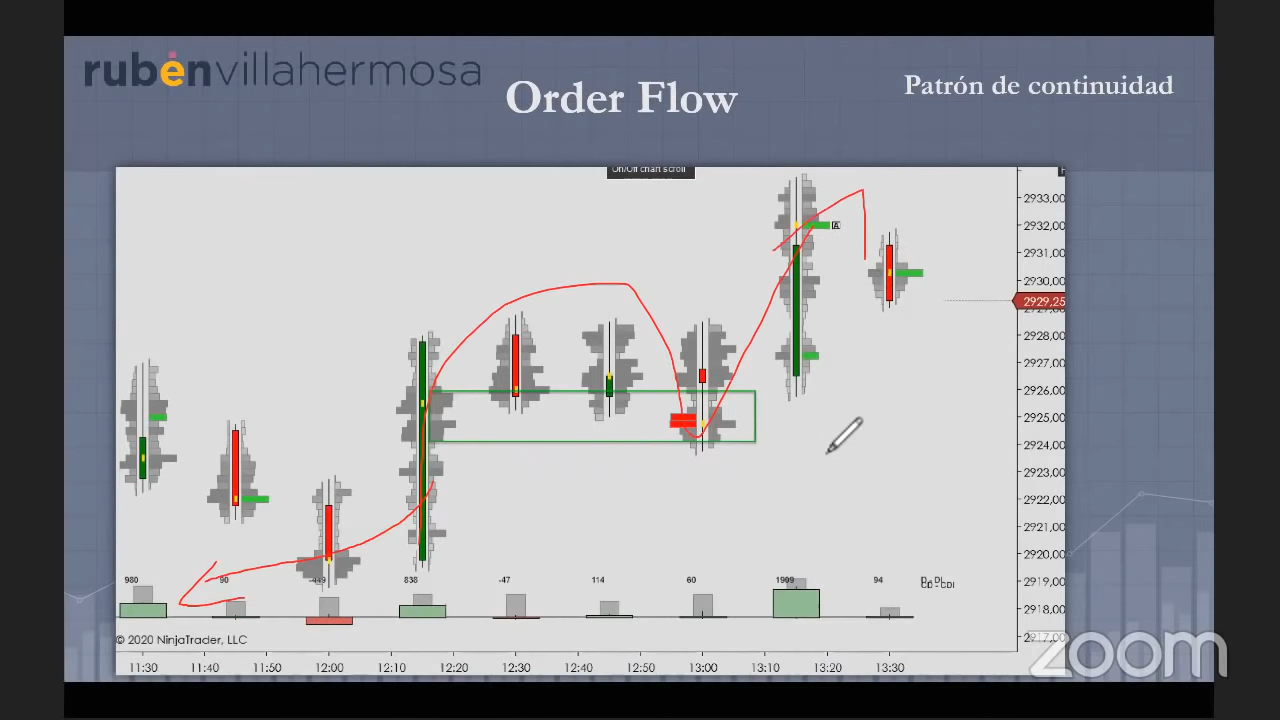 rubénvillahermosa
Order Flow
Patrón de continuidad
On/Off chart scroll
2933,00
2932,00
2931,00
2930,00
2929,25
2929,00
2928,00
2927,00
2926,00
2925,00
2924,00
2923,00
2922,00
2921,00
2920,00
2919,00
2918,00
2917,00
A
980 90 -449 838 -47 114 60 1909 94
© 2020 NinjaTrader, LLC
11:30 11:40 11:50 12:00 12:10 12:20 12:30 12:40 12:50 13:00 13:10 13:20 13:30
zoom